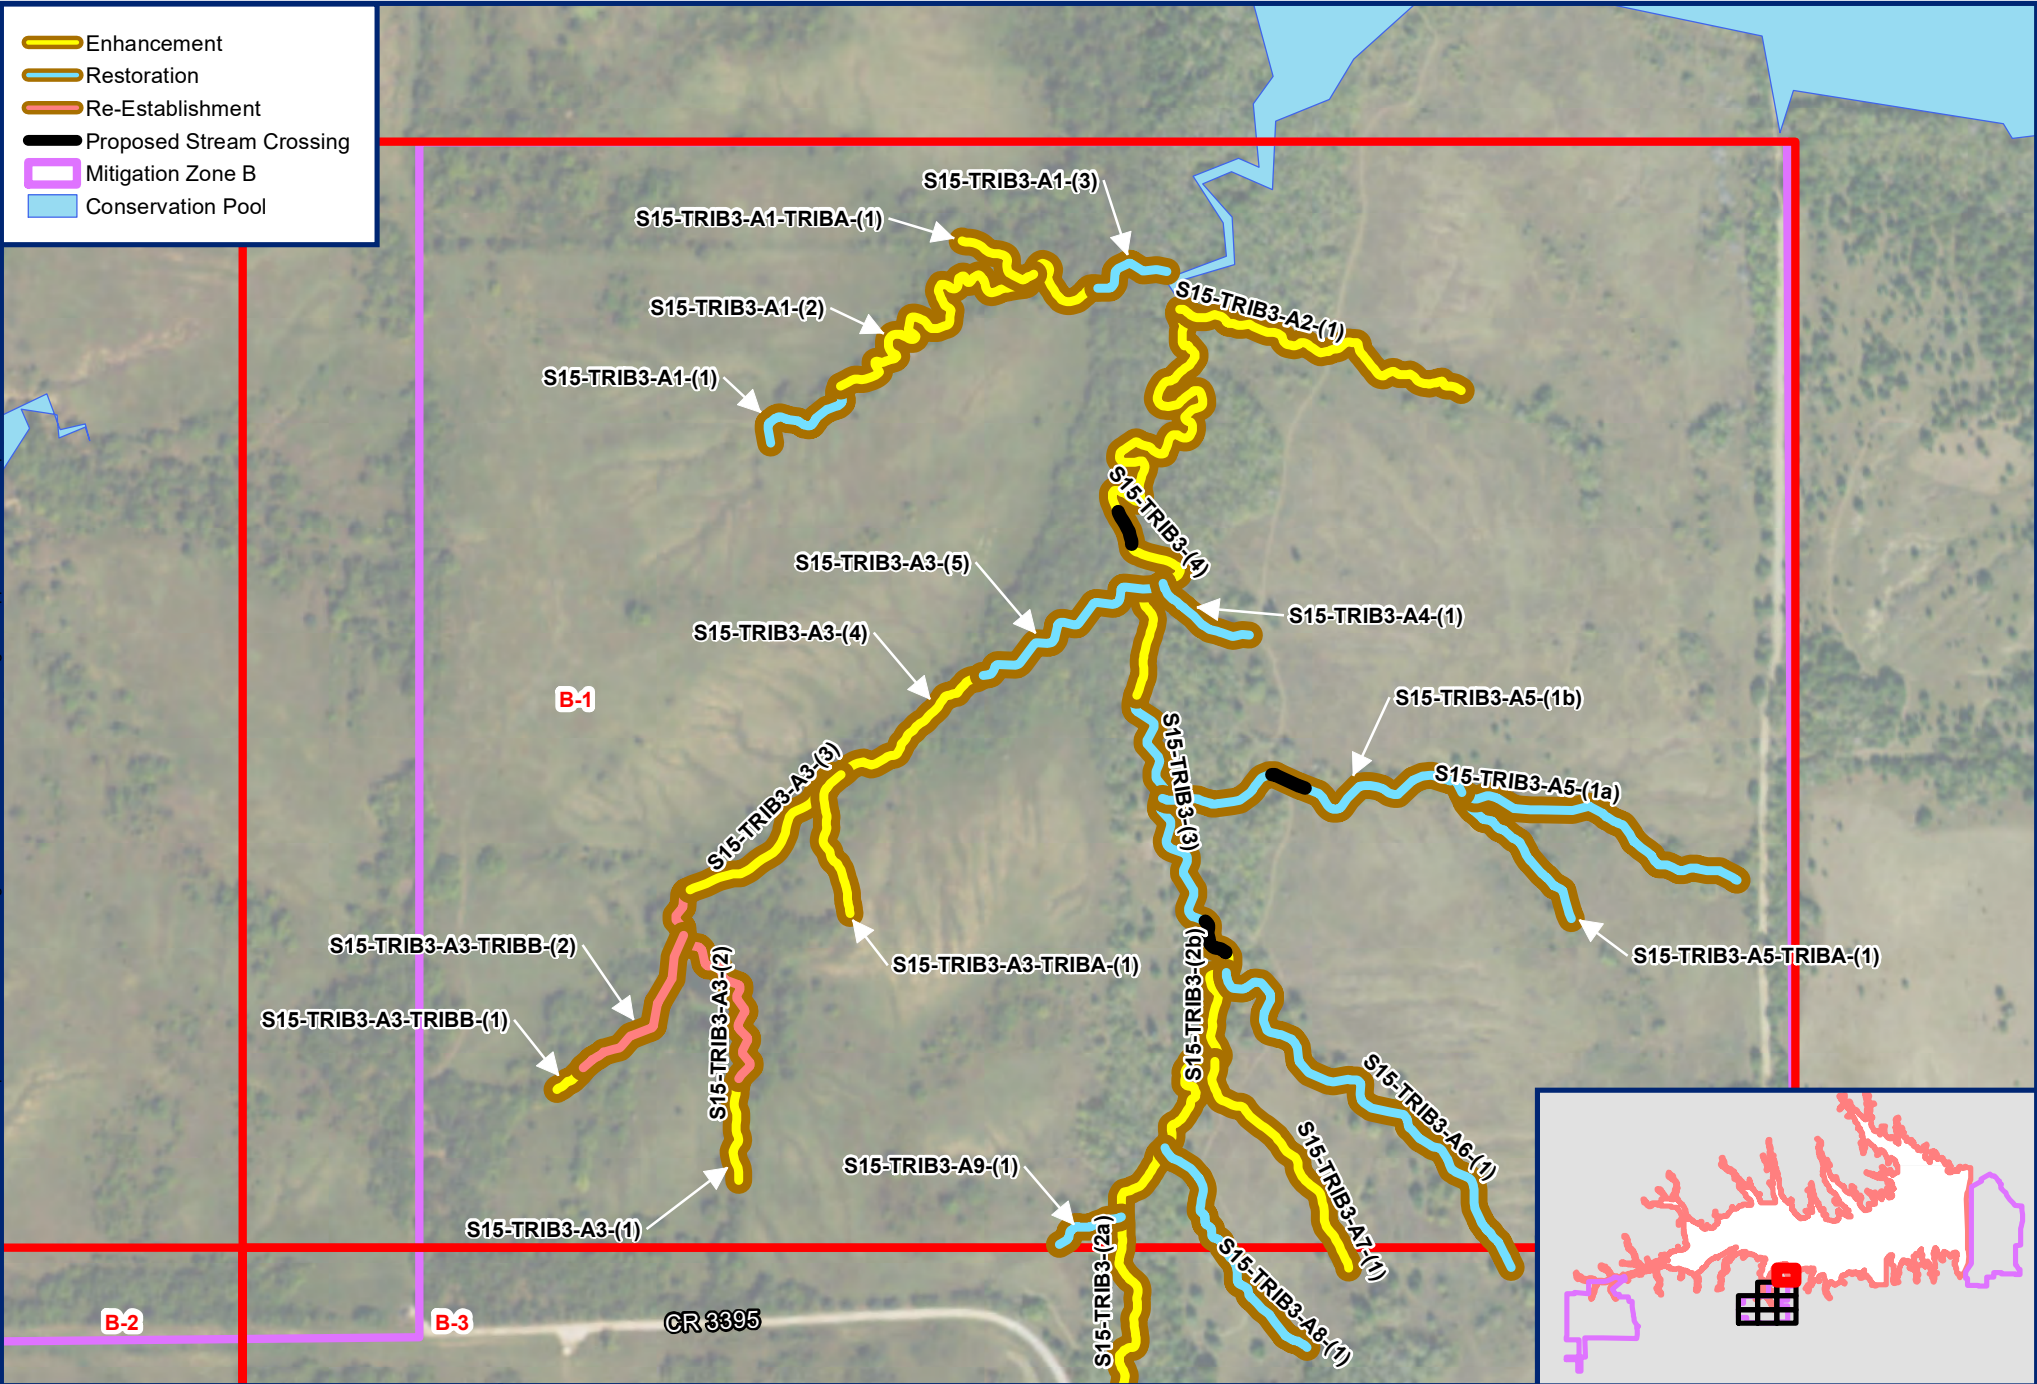 Enhancement
Restoration
Re-Establishment
Proposed Stream Crossing
Mitigation Zone B
Conservation Pool
S15-TRIB3-A1-(3)
S15-TRIB3-A1-TRIBA-(1)
S15-TRIB3-A2-(1)
S15-TRIB3-A1-(2)
S15-TRIB3-A1-(1)
S15-TRIB3-(4)
S15-TRIB3-A3-(5)
S15-TRIB3-A4-(1)
S15-TRIB3-A3-(4)
B-1
S15-TRIB3-A5-(1b)
S15-TRIB3-(3)
S15-TRIB3-A5-(1a)
S15-TRIB3-A3-(3)
S15-TRIB3-A3-TRIBB-(2)
S15-TRIB3-A3-TRIBA-(1)
S15-TRIB3-A5-TRIBA-(1)
S15-TRIB3-A3-(2)
S15-TRIB3-(2b)
S15-TRIB3-A3-TRIBB-(1)
S15-TRIB3-A6-(1)
S15-TRIB3-A7-(1)
S15-TRIB3-A9-(1)
S15-TRIB3-A3-(1)
S15-TRIB3-(2a)
S15-TRIB3-A8-(1)
B-2
B-3
CR 3395